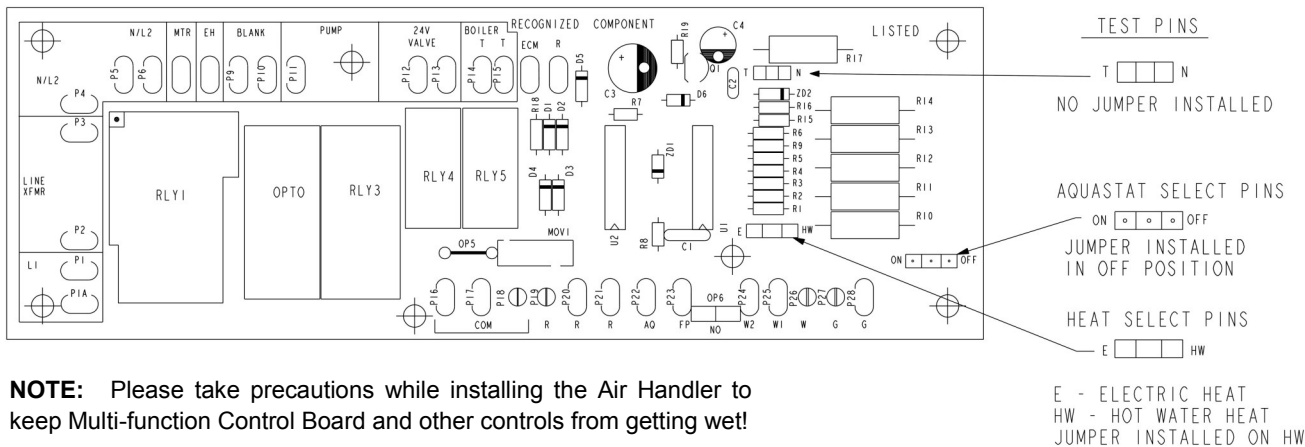 RECOGNIZED COMPONENT
LISTED
N/L2 MTR EH BLANK PUMP 24V VALVE BOILER T T ECM R
N/L2
P5 P6 P9 P10 P11 P12 P13 P14 P15
D5 R19 C4 Q1 C2 R17
T N
P4
P3
C3 R7 D6
R18 D1 D2
ZD2
R16
R15
R6
R9
R5
R4
R3
R2
R1
R14
R13
R12
R11
R10
LINE
XFMR
RLY1 OPTO RLY3 RLY4 RLY5
D4 D3
ZD1
U2 R8 C1 U1
E HW
ON OFF
P2
L1
P1
P1A
OP5 MOV1
P16 P17 P18 P19 P20 P21 P22 P23 OP6 P24 P25 P26 P27 P28
COM R R R AQ FP NO W2 W1 W G G
TEST PINS
T N
NO JUMPER INSTALLED
AQUASTAT SELECT PINS
ON OFF
JUMPER INSTALLED
IN OFF POSITION
HEAT SELECT PINS
E HW
E - ELECTRIC HEAT
HW - HOT WATER HEAT
JUMPER INSTALLED ON HW
NOTE: Please take precautions while installing the Air Handler to
keep Multi-function Control Board and other controls from getting wet!